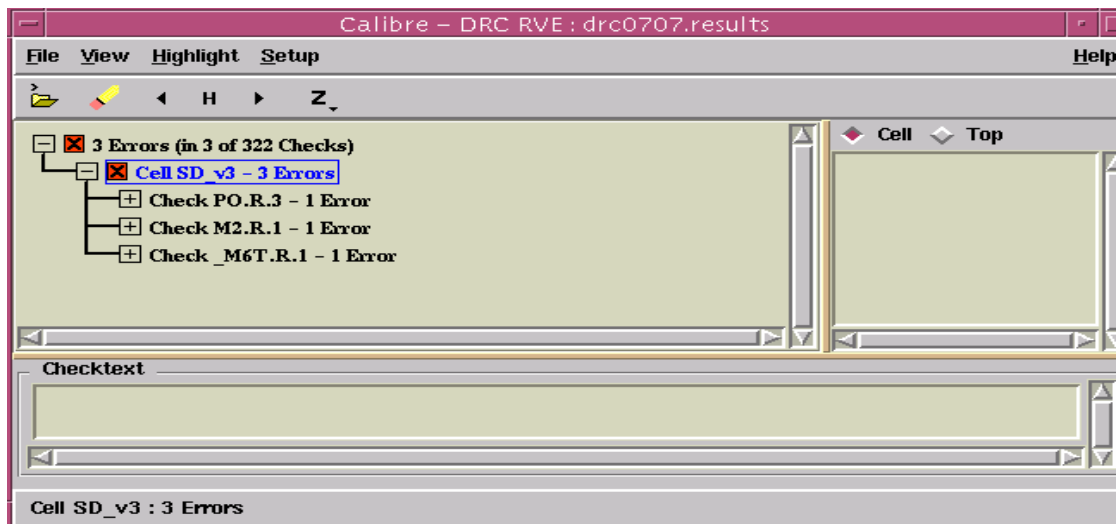 Calibre – DRC RVE : drc0707.results
File View Highlight Setup Help
H Z
3 Errors (in 3 of 322 Checks)
Cell Top
Cell SD_v3 – 3 Errors
Check PO.R.3 – 1 Error
Check M2.R.1 – 1 Error
Check _M6T.R.1 – 1 Error
Checktext
Cell SD_v3 : 3 Errors